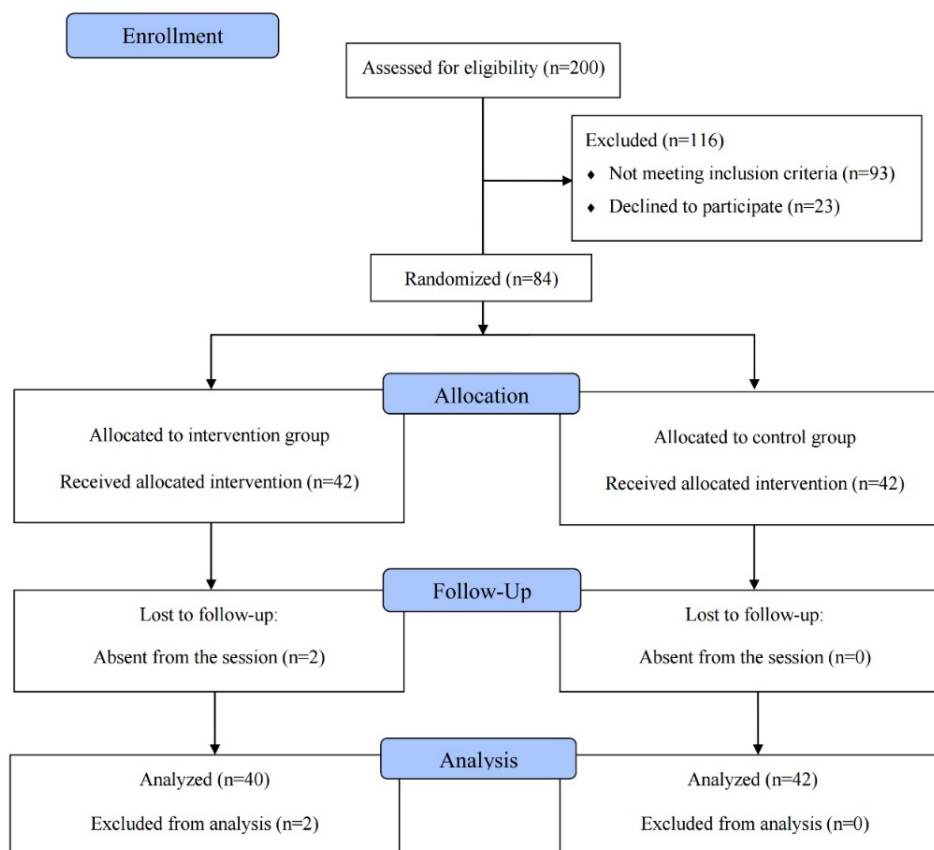 Enrollment
Assessed for eligibility (n=200)
Excluded (n=116)
♦ Not meeting inclusion criteria (n=93)
♦ Declined to participate (n=23)
Randomized (n=84)
Allocation
Allocated to intervention group
Received allocated intervention (n=42)
Allocated to control group
Received allocated intervention (n=42)
Follow-Up
Lost to follow-up:
Absent from the session (n=2)
Lost to follow-up:
Absent from the session (n=0)
Analysis
Analyzed (n=40)
Excluded from analysis (n=2)
Analyzed (n=42)
Excluded from analysis (n=0)